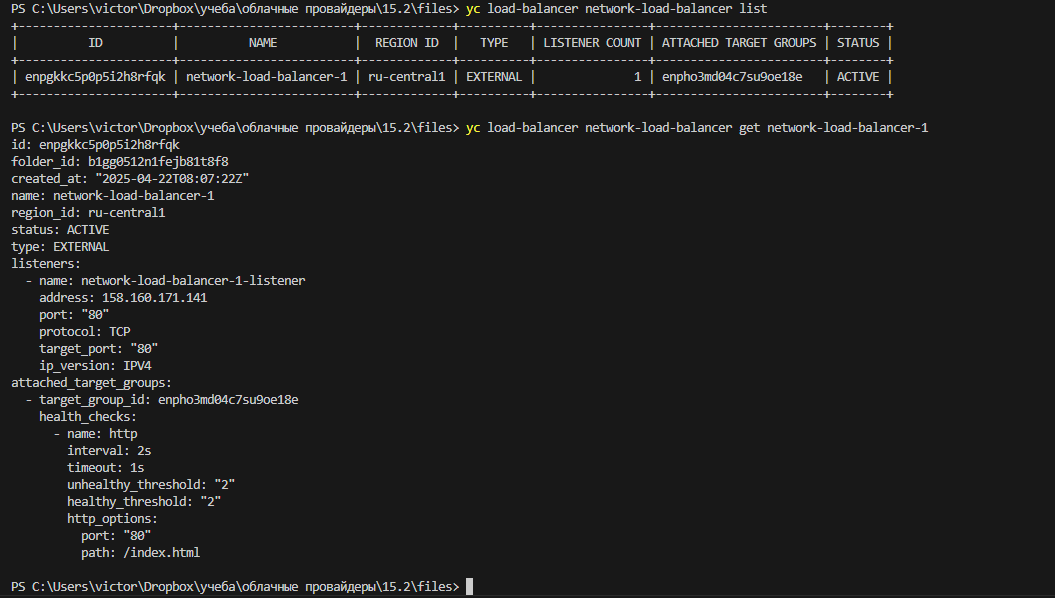 PS C:\Users\victor\Dropbox\учеба\облачные провайдеры\15.2\files> yc load-balancer network-load-balancer list
+----------------------+-------------------------+-------------+----------+----------------+------------------------+--------+
| ID | NAME | REGION ID | TYPE | LISTENER COUNT | ATTACHED TARGET GROUPS | STATUS |
+----------------------+-------------------------+-------------+----------+----------------+------------------------+--------+
| enpgkkc5p0p5i2h8rfqk | network-load-balancer-1 | ru-central1 | EXTERNAL | 1 | enpho3md04c7su9oe18e | ACTIVE |
+----------------------+-------------------------+-------------+----------+----------------+------------------------+--------+
PS C:\Users\victor\Dropbox\учеба\облачные провайдеры\15.2\files> yc load-balancer network-load-balancer get network-load-balancer-1
id: enpgkkc5p0p5i2h8rfqk
folder_id: b1gg0512n1fejb81t8f8
created_at: "2025-04-22T08:07:22Z"
name: network-load-balancer-1
region_id: ru-central1
status: ACTIVE
type: EXTERNAL
listeners:
  - name: network-load-balancer-1-listener
    address: 158.160.171.141
    port: "80"
    protocol: TCP
    target_port: "80"
    ip_version: IPV4
attached_target_groups:
  - target_group_id: enpho3md04c7su9oe18e
    health_checks:
      - name: http
        interval: 2s
        timeout: 1s
        unhealthy_threshold: "2"
        healthy_threshold: "2"
        http_options:
          port: "80"
          path: /index.html
PS C:\Users\victor\Dropbox\учеба\облачные провайдеры\15.2\files>